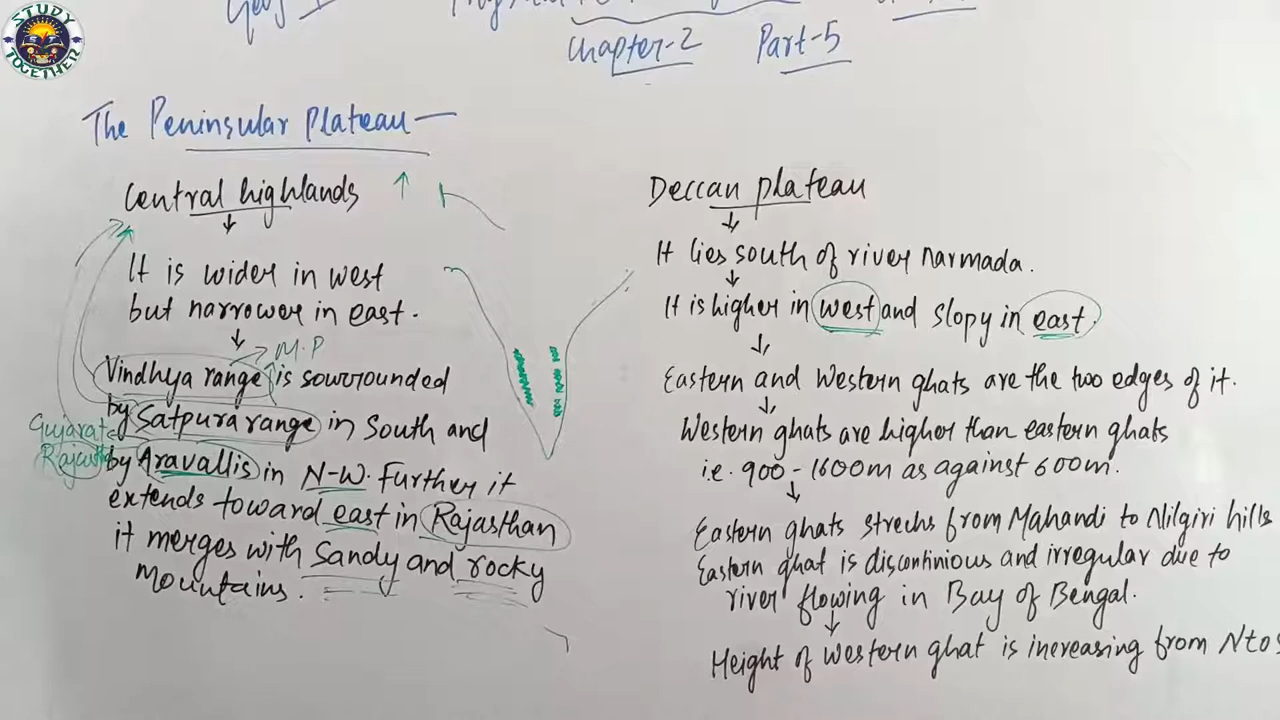 STUDY
TOGETHER
Chapter-2 Part-5
The Peninsular plateau —
Central highlands
It is wider in west
but narrower in east.
M.P
Vindhya range is sourrounded
by Satpura range in South and
Gujarat
by Aravallis in N-W. Further it
extends toward east in Rajasthan
it merges with Sandy and rocky
Mountains.
Deccan plateau
It lies south of river narmada.
It is higher in west and slopy in east.
Eastern and Western ghats are the two edges of it.
Western ghats are higher than eastern ghats
i.e. 900-1600m as against 600m.
Eastern ghats strechs from Mahandi to Nilgiri hills
Eastern ghat is discontinious and irregular due to
river flowing in Bay of Bengal.
Height of western ghat is increasing from N to S